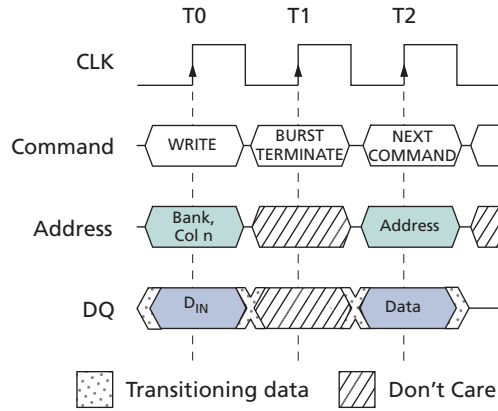 T0 T1 T2
CLK
Command WRITE BURST TERMINATE NEXT COMMAND
Address Bank, Col n Address
DQ DIN Data
Transitioning data Don't Care